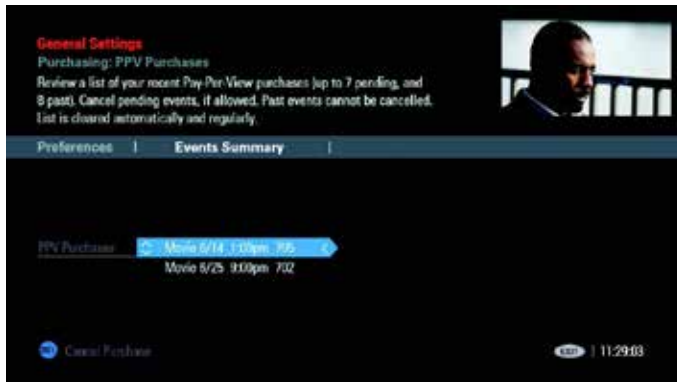 General Settings
Purchasing: PPV Purchases
Review a list of your recent Pay-Per-View purchases (up to 7 pending, and
8 past). Cancel pending events, if allowed. Past events cannot be cancelled.
List is cleared automatically and regularly.
Preferences | Events Summary |
PPV Purchases Movie 6/14 1:00pm 705
Movie 6/25 9:00pm 702
Cancel Purchase
EXIT | 11:29:03